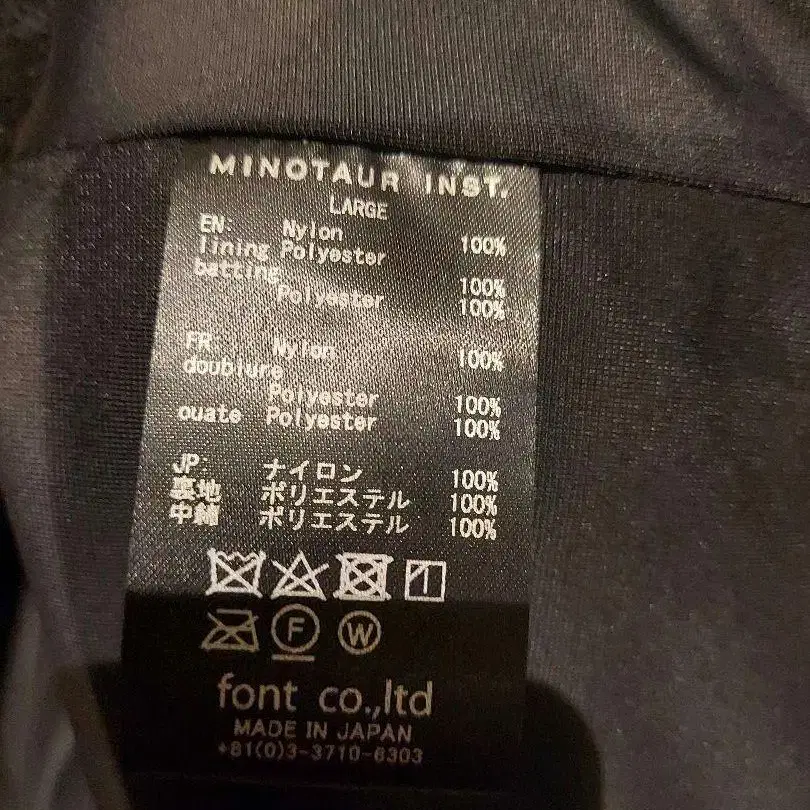 MINOTAUR INST.
LARGE
EN: Nylon 100%
lining Polyester 100%
batting Polyester 100%
FR Nylon 100%
doublure Polyester 100%
ouate Polyester 100%
JP ナイロン 100%
裏地 ポリエステル 100%
中綿 ポリエステル 100%
F W
font co.,ltd
MADE IN JAPAN
+81(0)3-3710-6303